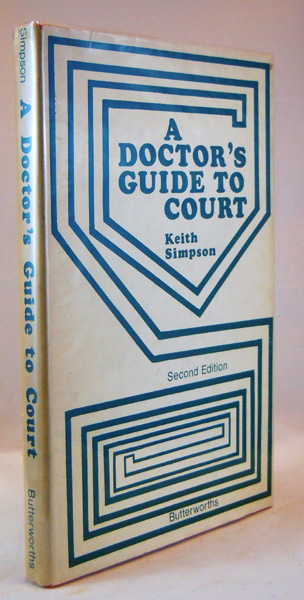 Simpson
A Doctor's Guide to Court
Butterworths
A
DOCTOR'S
GUIDE TO
COURT
Keith
Simpson
Second Edition
Butterworths